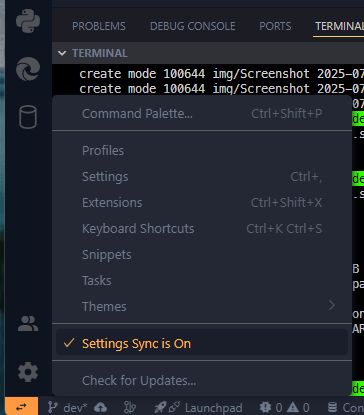 PROBLEMS DEBUG CONSOLE PORTS TERMINAL
TERMINAL
create mode 100644 img/Screenshot 2025-07
create mode 100644 img/Screenshot 2025-07
Command Palette... Ctrl+Shift+P
Profiles
Settings Ctrl+,
Extensions Ctrl+Shift+X
Keyboard Shortcuts Ctrl+K Ctrl+S
Snippets
Tasks
Themes
Settings Sync is On
Check for Updates...
dev* Launchpad 0 0